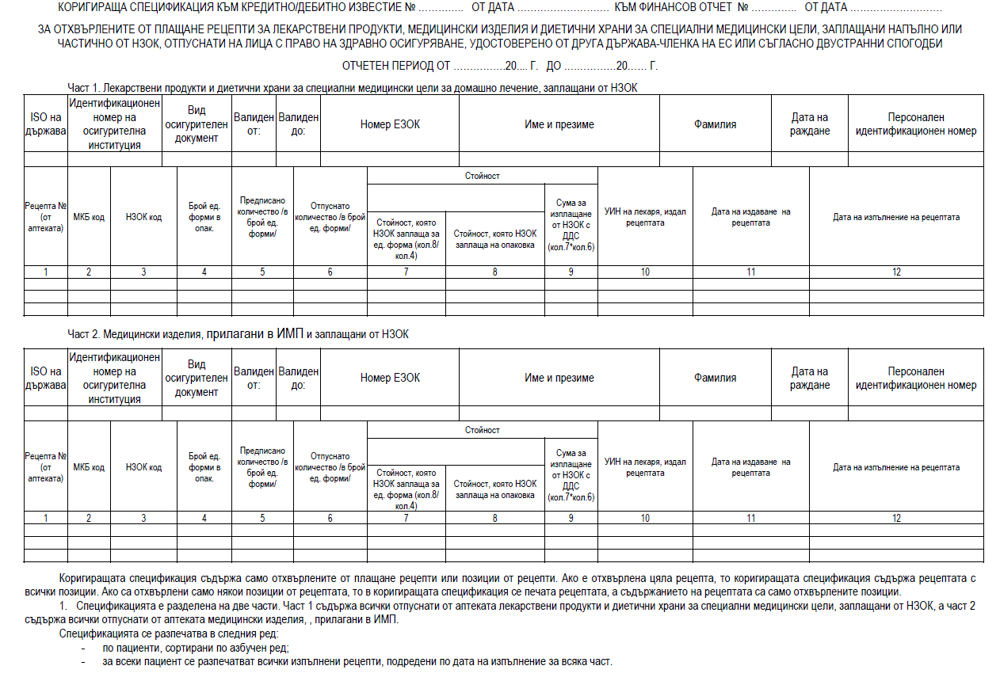 КОРИГИРАЩА СПЕЦИФИКАЦИЯ КЪМ КРЕДИТНО/ДЕБИТНО ИЗВЕСТИЕ № .............. ОТ ДАТА ............................. КЪМ ФИНАНСОВ ОТЧЕТ № .............. ОТ ДАТА .............................
ЗА ОТХВЪРЛЕНИТЕ ОТ ПЛАЩАНЕ РЕЦЕПТИ ЗА ЛЕКАРСТВЕНИ ПРОДУКТИ, МЕДИЦИНСКИ ИЗДЕЛИЯ И ДИЕТИЧНИ ХРАНИ ЗА СПЕЦИАЛНИ МЕДИЦИНСКИ ЦЕЛИ, ЗАПЛАЩАНИ НАПЪЛНО ИЛИ
ЧАСТИЧНО ОТ НЗОК, ОТПУСНАТИ НА ЛИЦА С ПРАВО НА ЗДРАВНО ОСИГУРЯВАНЕ, УДОСТОВЕРЕНО ОТ ДРУГА ДЪРЖАВА-ЧЛЕНКА НА ЕС ИЛИ СЪГЛАСНО ДВУСТРАННИ СПОГОДБИ
ОТЧЕТЕН ПЕРИОД ОТ ................20.... Г. ДО ................20...... Г.
Част 1. Лекарствени продукти и диетични храни за специални медицински цели за домашно лечение, заплащани от НЗОК
ISO на държава
Идентификационен номер на осигурителна институция
Вид осигурителен документ
Валиден от:
Валиден до:
Номер ЕЗОК
Име и презиме
Фамилия
Дата на раждане
Персонален идентификационен номер
Рецепта № (от аптеката)
МКБ код
НЗОК код
Брой ед. форми в опак.
Предписано количество /в брой ед. форми/
Отпуснато количество /в брой ед. форми/
Стойност
Стойност, която НЗОК заплаща за ед. форма (кол.8/ кол.4)
Стойност, която НЗОК заплаща на опаковка
Сума за изплащане от НЗОК с ДДС (кол.7*кол.6)
УИН на лекаря, издал рецептата
Дата на издаване на рецептата
Дата на изпълнение на рецептата
1 2 3 4 5 6 7 8 9 10 11 12
Част 2. Медицински изделия, прилагани в ИМП и заплащани от НЗОК
ISO на държава
Идентификационен номер на осигурителна институция
Вид осигурителен документ
Валиден от:
Валиден до:
Номер ЕЗОК
Име и презиме
Фамилия
Дата на раждане
Персонален идентификационен номер
Рецепта № (от аптеката)
МКБ код
НЗОК код
Брой ед. форми в опак.
Предписано количество /в брой ед. форми/
Отпуснато количество /в брой ед. форми/
Стойност
Стойност, която НЗОК заплаща за ед. форма (кол.8/ кол.4)
Стойност, която НЗОК заплаща на опаковка
Сума за изплащане от НЗОК с ДДС (кол.7*кол.6)
УИН на лекаря, издал рецептата
Дата на издаване на рецептата
Дата на изпълнение на рецептата
1 2 3 4 5 6 7 8 9 10 11 12
Коригиращата спецификация съдържа само отхвърлените от плащане рецепти или позиции от рецепти. Ако е отхвърлена цяла рецепта, то коригиращата спецификация съдържа рецептата с
всички позиции. Ако са отхвърлени само някои позиции от рецептата, то в коригиращата спецификация се печата рецептата, а съдържанието на рецептата са само отхвърлените позиции.
1. Спецификацията е разделена на две части. Част 1 съдържа всички отпуснати от аптеката лекарствени продукти и диетични храни за специални медицински цели, заплащани от НЗОК, а част 2
съдържа всички отпуснати от аптеката медицински изделия, , прилагани в ИМП.
Спецификацията се разпечатва в следния ред:
- по пациенти, сортирани по азбучен ред;
- за всеки пациент се разпечатват всички изпълнени рецепти, подредени по дата на изпълнение за всяка част.